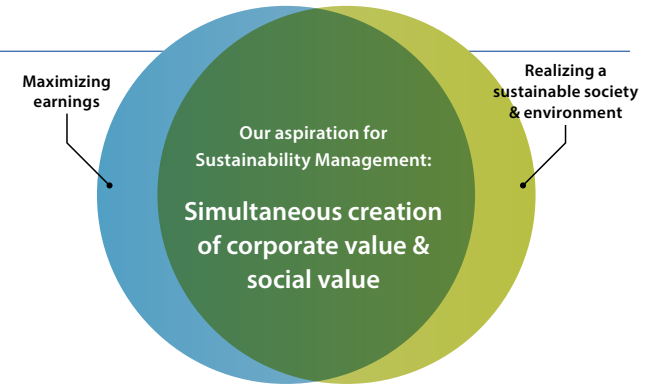 Maximizing
earnings
Realizing a
sustainable society
& environment
Our aspiration for
Sustainability Management:
Simultaneous creation
of corporate value &
social value